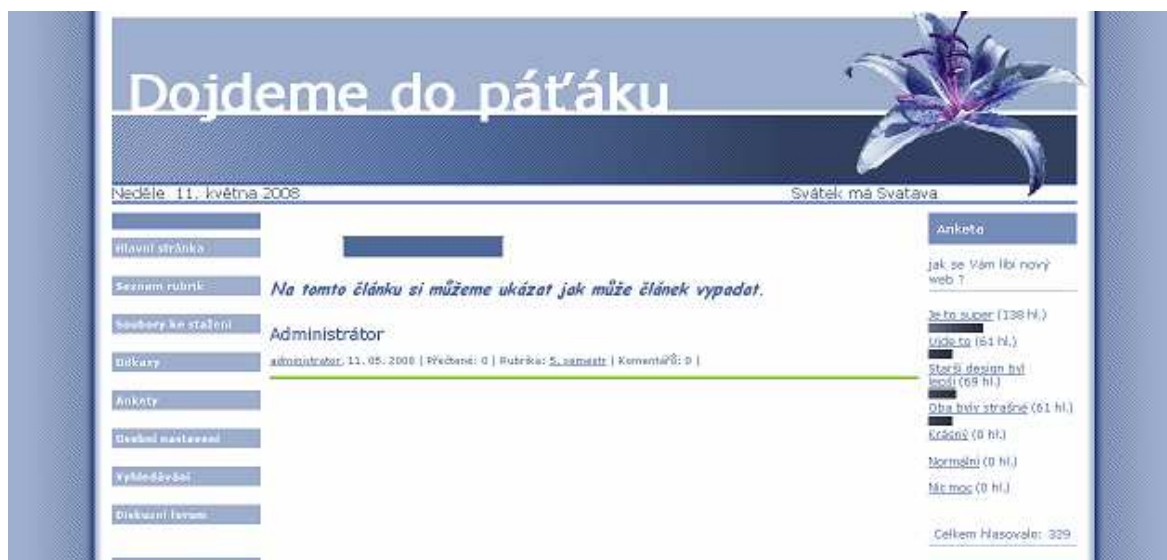 Dojdeme do páťáku
Neděle 11. května 2008
Svátek má Svatava
Hlavní stránka
Seznam rubrik
Soubory ke stažení
Odkazy
Ankety
Osobní nastavení
Vyhledávání
Diskuzní forum
Na tomto článku si můžeme ukázat jak může článek vypadat.
Administrátor
administrator, 11. 05. 2008 | Přečtené: 0 | Rubrika: 5. semestr | Komentářů: 0 |
Anketa
jak se Vám líbí nový
web ?
Je to super (138 hl.)
Ujde to (61 hl.)
Starší design byl
lepší (69 hl.)
Oba byly strašné (61 hl.)
Krásný (0 hl.)
Normální (0 hl.)
Nic moc (0 hl.)
Celkem hlasovalo: 329